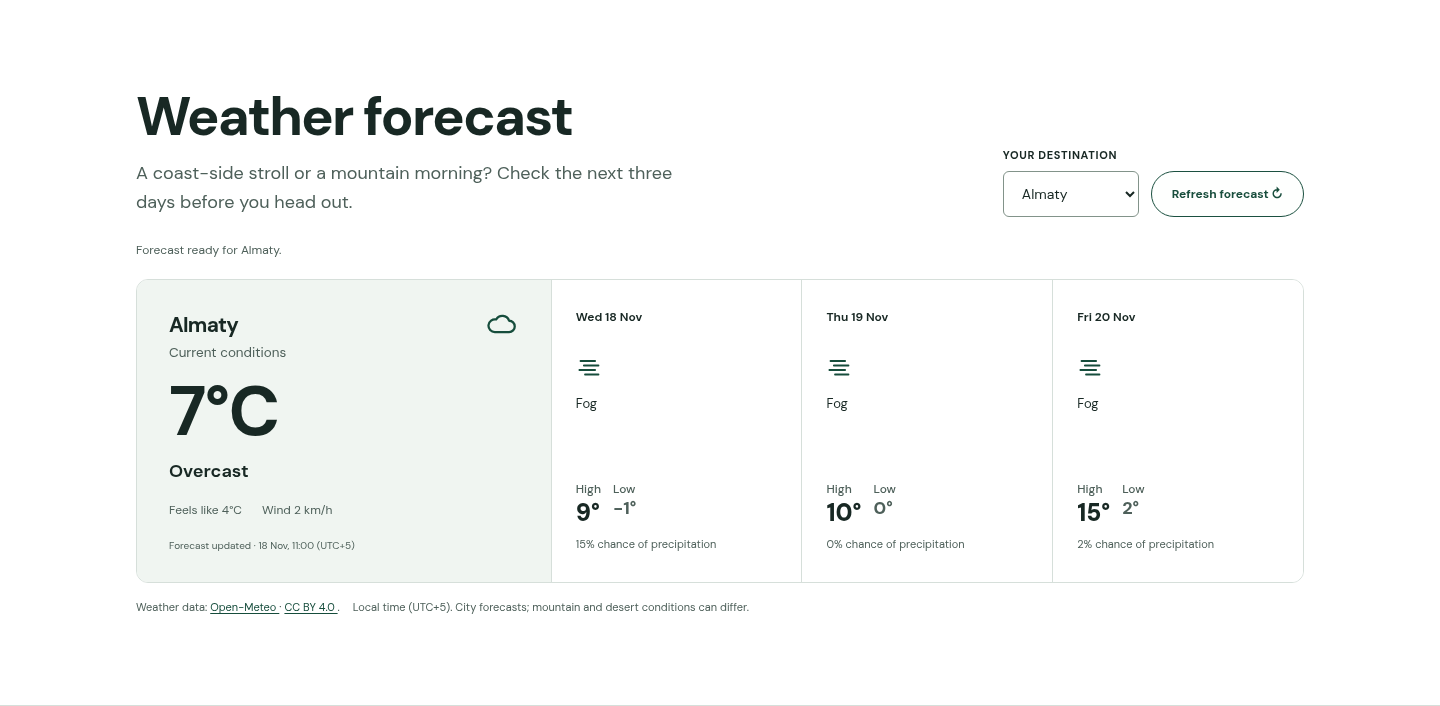 Weather forecast
A coast-side stroll or a mountain morning? Check the next three
days before you head out.
YOUR DESTINATION
Almaty
Refresh forecast ↻
Forecast ready for Almaty.
Almaty
Current conditions
7°C
Overcast
Feels like 4°C Wind 2 km/h
Forecast updated · 18 Nov, 11:00 (UTC+5)
Wed 18 Nov
Fog
High Low
9° −1°
15% chance of precipitation
Thu 19 Nov
Fog
High Low
10° 0°
0% chance of precipitation
Fri 20 Nov
Fog
High Low
15° 2°
2% chance of precipitation
Weather data: Open-Meteo · CC BY 4.0 . Local time (UTC+5). City forecasts; mountain and desert conditions can differ.